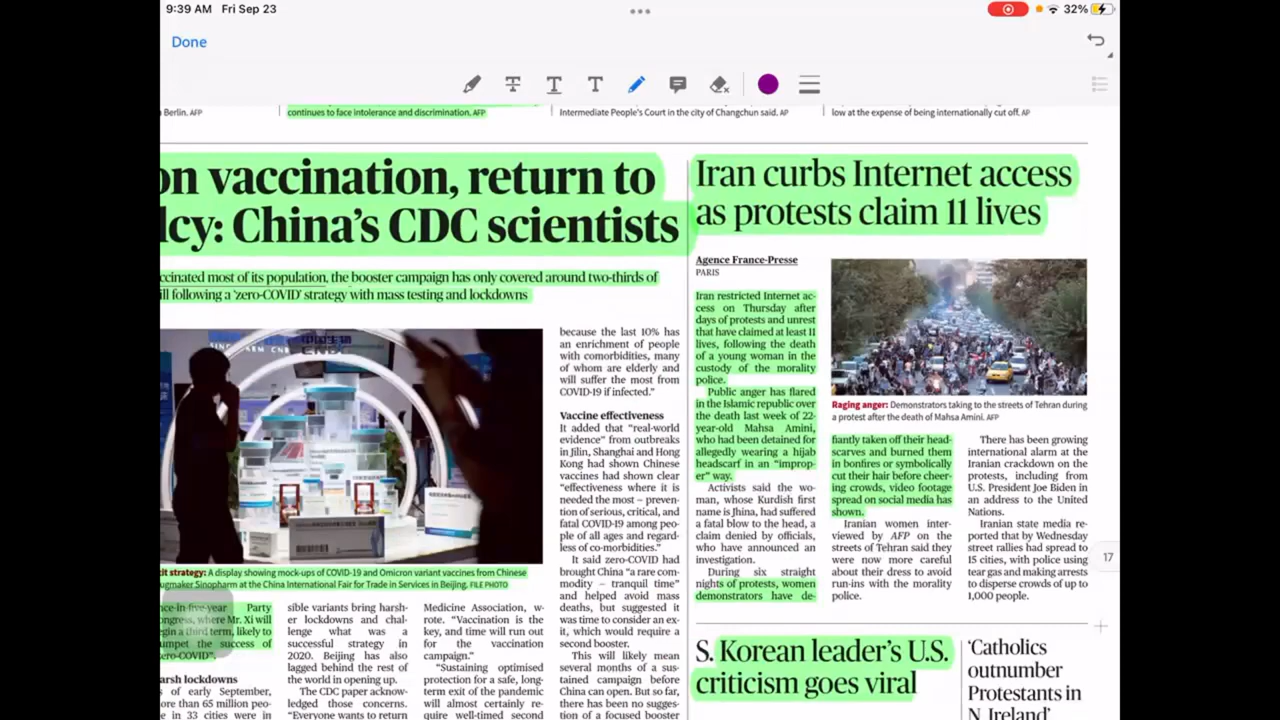 9:39 AM Fri Sep 23
32%
Done
Berlin. AFP
continues to face intolerance and discrimination. AFP
Intermediate People's Court in the city of Changchun said. AP
low at the expense of being internationally cut off. AP
on vaccination, return to
lcy: China's CDC scientists
ccinated most of its population, the booster campaign has only covered around two-thirds of
ill following a 'zero-COVID' strategy with mass testing and lockdowns
中国生物
CNBG
xit strategy: A display showing mock-ups of COVID-19 and Omicron variant vaccines from Chinese
ugmaker Sinopharm at the China International Fair for Trade in Services in Beijing. FILE PHOTO
nce-in-five-year Party
ongress, where Mr. Xi will
egin a third term, likely to
umpet the success of
zero-COVID".
arsh lockdowns
s of early September,
ore than 65 million peo-
e in 33 cities were in
sible variants bring harsh-
er lockdowns and chal-
lenge what was a
successful strategy in
2020. Beijing has also
lagged behind the rest of
the world in opening up.
The CDC paper acknow-
ledged those concerns.
"Everyone wants to return
Medicine Association, w-
rote. "Vaccination is the
key, and time will run out
for the vaccination
campaign."
"Sustaining optimised
protection for a safe, long-
term exit of the pandemic
will almost certainly re-
quire well-timed second
because the last 10% has
an enrichment of people
with comorbidities, many
of whom are elderly and
will suffer the most from
COVID-19 if infected."
Vaccine effectiveness
It added that "real-world
evidence" from outbreaks
in Jilin, Shanghai and Hong
Kong had shown Chinese
vaccines had shown clear
"effectiveness where it is
needed the most – preven-
tion of serious, critical, and
fatal COVID-19 among peo-
ple of all ages and regard-
less of co-morbidities."
It said zero-COVID had
brought China "a rare com-
modity – tranquil time"
and helped avoid mass
deaths, but suggested it
was time to consider an ex-
it, which would require a
second booster.
This will likely mean
several months of a sus-
tained campaign before
China can open. But so far,
there has been no sugges-
tion of a focused booster
Iran curbs Internet access
as protests claim 11 lives
Agence France-Presse
PARIS
Iran restricted Internet ac-
cess on Thursday after
days of protests and unrest
that have claimed at least 11
lives, following the death
of a young woman in the
custody of the morality
police.
Public anger has flared
in the Islamic republic over
the death last week of 22-
year-old Mahsa Amini,
who had been detained for
allegedly wearing a hijab
headscarf in an "improp-
er" way.
Activists said the wo-
man, whose Kurdish first
name is Jhina, had suffered
a fatal blow to the head, a
claim denied by officials,
who have announced an
investigation.
During six straight
nights of protests, women
demonstrators have de-
Raging anger: Demonstrators taking to the streets of Tehran during
a protest after the death of Mahsa Amini. AFP
fiantly taken off their head-
scarves and burned them
in bonfires or symbolically
cut their hair before cheer-
ing crowds, video footage
spread on social media has
shown.
Iranian women inter-
viewed by AFP on the
streets of Tehran said they
were now more careful
about their dress to avoid
run-ins with the morality
police.
There has been growing
international alarm at the
Iranian crackdown on the
protests, including from
U.S. President Joe Biden in
an address to the United
Nations.
Iranian state media re-
ported that by Wednesday
street rallies had spread to
15 cities, with police using
tear gas and making arrests
to disperse crowds of up to
1,000 people.
17
S. Korean leader's U.S.
criticism goes viral
'Catholics
outnumber
Protestants in
N. Ireland'